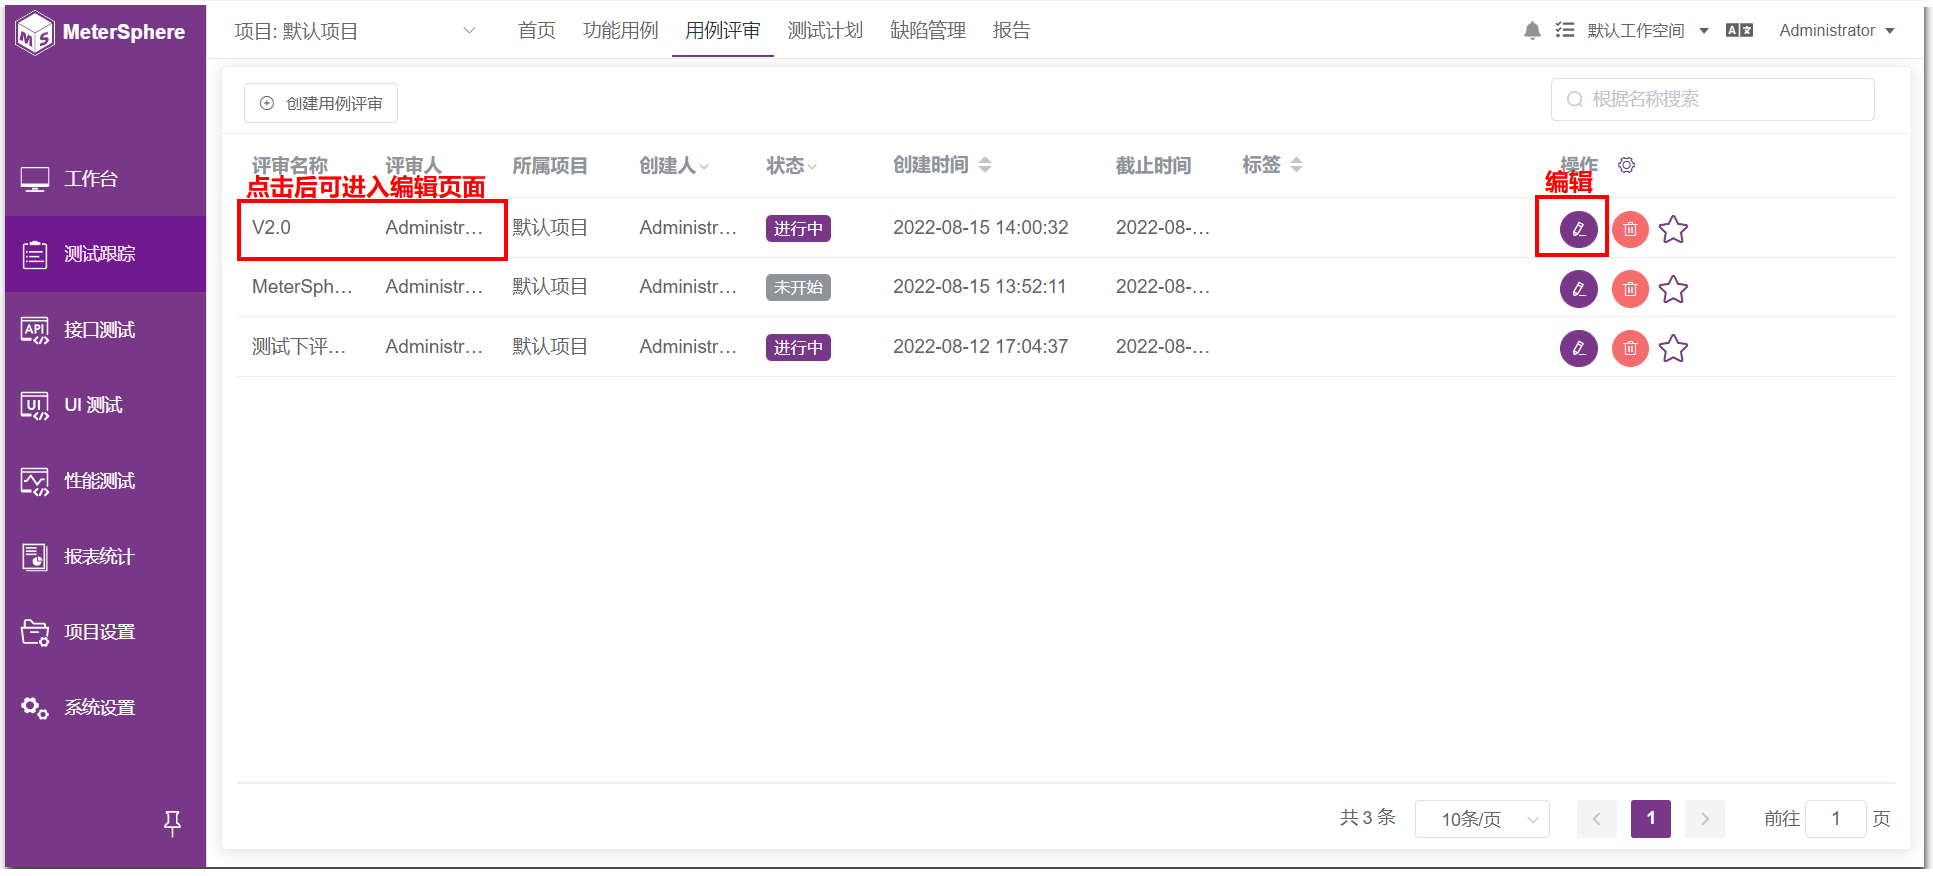 MeterSphere
项目: 默认项目
首页 功能用例 用例评审 测试计划 缺陷管理 报告
默认工作空间
Administrator
创建用例评审
根据名称搜索
评审名称 评审人 所属项目 创建人 状态 创建时间 截止时间 标签 操作
点击后可进入编辑页面 编辑
V2.0 Administr... 默认项目 Administr... 进行中 2022-08-15 14:00:32 2022-08-...
MeterSph... Administr... 默认项目 Administr... 未开始 2022-08-15 13:52:11 2022-08-...
测试下评... Administr... 默认项目 Administr... 进行中 2022-08-12 17:04:37 2022-08-...
工作台
测试跟踪
API 接口测试
UI UI 测试
性能测试
报表统计
项目设置
系统设置
共 3 条 10条/页 1 前往 1 页